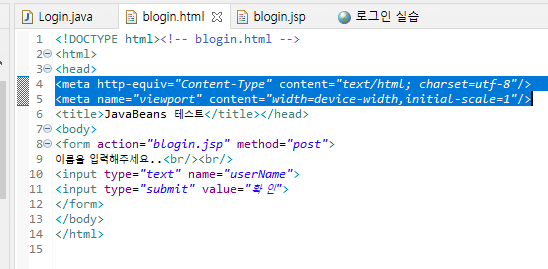 Login.java blogin.html blogin.jsp 로그인 실습
1 <!DOCTYPE html><!-- blogin.html -->
2 <html>
3 <head>
4 <meta http-equiv="Content-Type" content="text/html; charset=utf-8"/>
5 <meta name="viewport" content="width=device-width,initial-scale=1"/>
6 <title>JavaBeans 테스트</title></head>
7 <body>
8 <form action="blogin.jsp" method="post">
9 이름을 입력해주세요..<br/><br/>
10 <input type="text" name="userName">
11 <input type="submit" value="확 인">
12 </form>
13 </body>
14 </html>
15